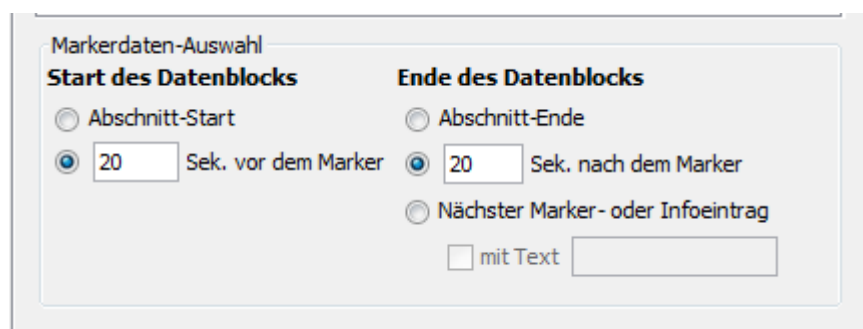 Markerdaten-Auswahl
Start des Datenblocks
Ende des Datenblocks
Abschnitt-Start
Abschnitt-Ende
20 Sek. vor dem Marker
20 Sek. nach dem Marker
Nächster Marker- oder Infoeintrag
mit Text